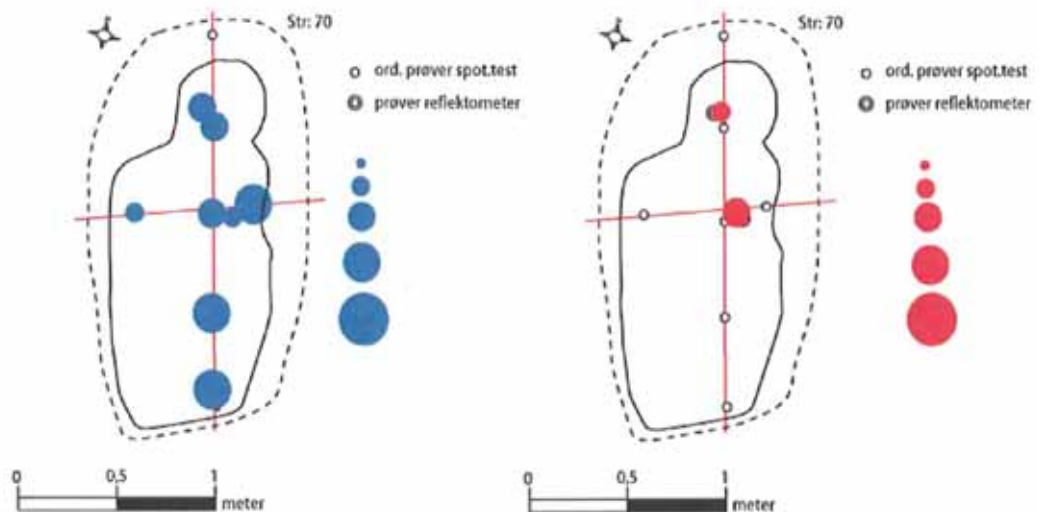 Str: 70
ord. prøver spot.test
prøver reflektometer
0
0,5
1
meter
Str: 70
ord. prøver spot.test
prøver reflektometer
0
0,5
1
meter